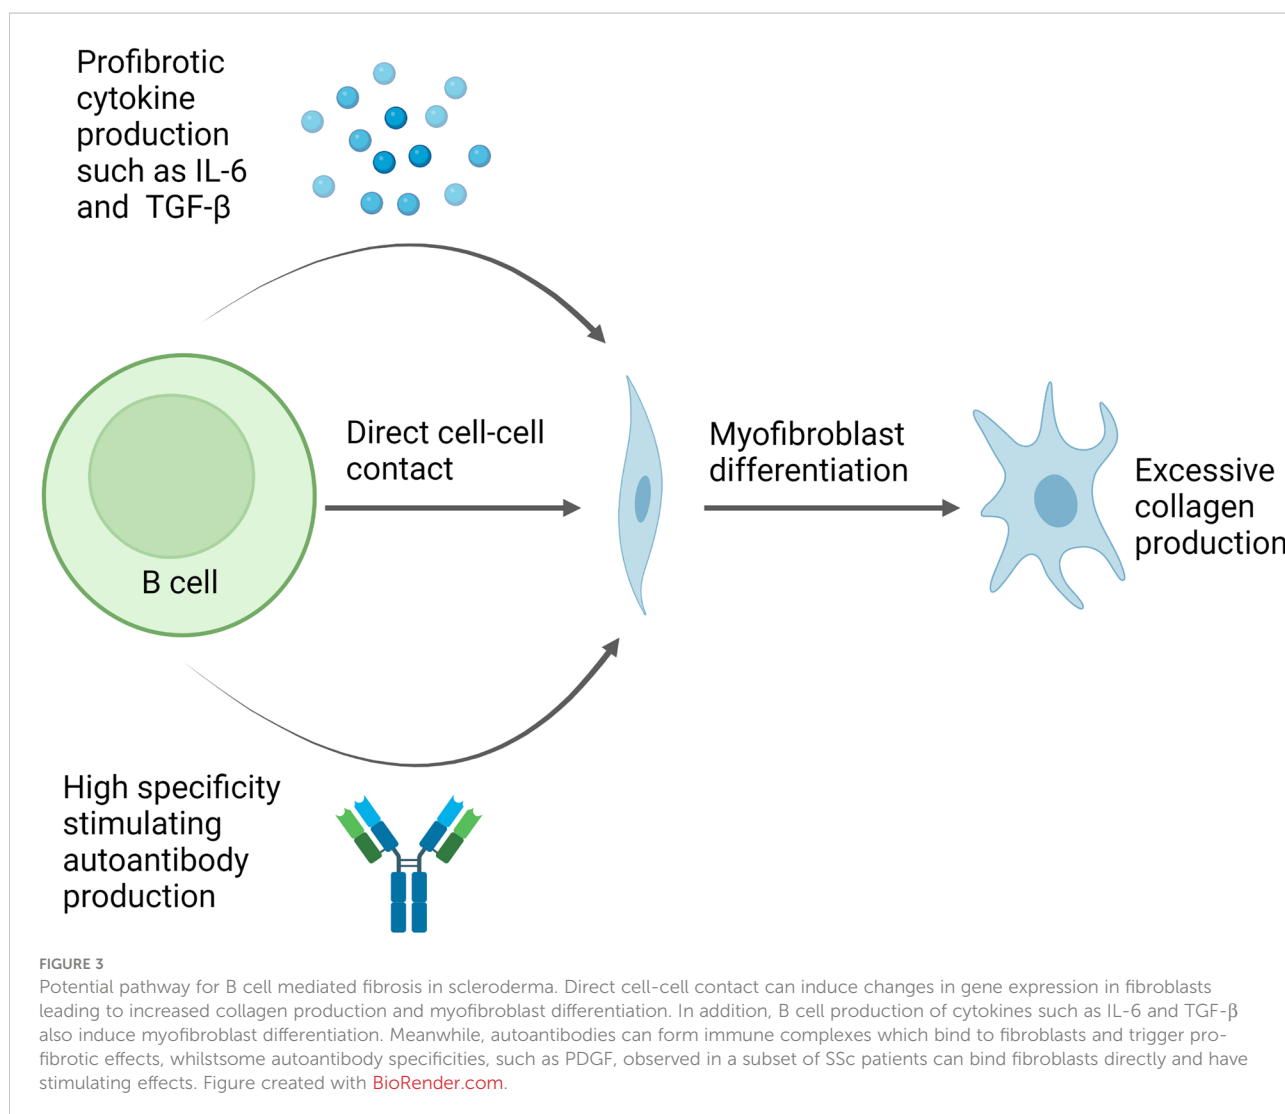 Profibrotic
cytokine
production
such as IL-6
and TGF-β
Direct cell-cell
contact
Myofibroblast
differentiation
Excessive
collagen
production
B cell
High specificity
stimulating
autoantibody
production
FIGURE 3
Potential pathway for B cell mediated fibrosis in scleroderma. Direct cell-cell contact can induce changes in gene expression in fibroblasts
leading to increased collagen production and myofibroblast differentiation. In addition, B cell production of cytokines such as IL-6 and TGF-β
also induce myofibroblast differentiation. Meanwhile, autoantibodies can form immune complexes which bind to fibroblasts and trigger pro-
fibrotic effects, whilstsome autoantibody specificities, such as PDGF, observed in a subset of SSc patients can bind fibroblasts directly and have
stimulating effects. Figure created with BioRender.com.